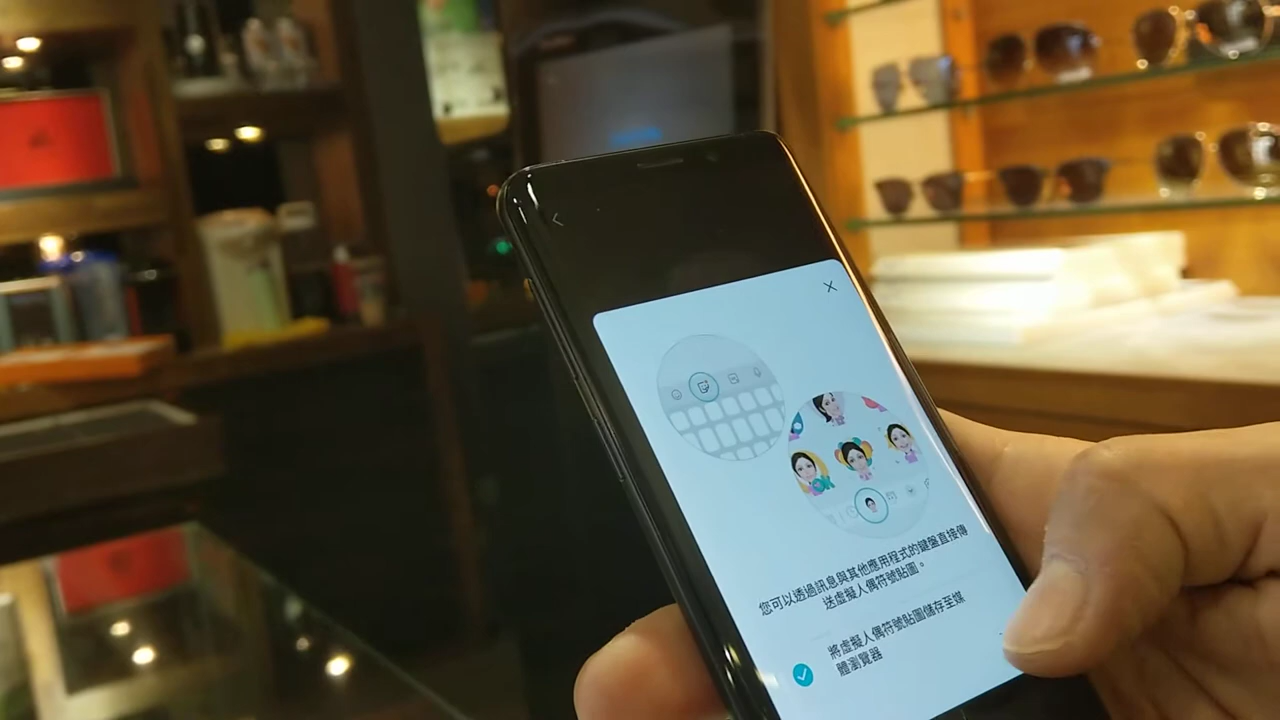 您可以透過訊息與其他應用程式的鍵盤直接傳
送虛擬人偶符號貼圖。
將虛擬人偶符號貼圖儲存至媒
體瀏覽器